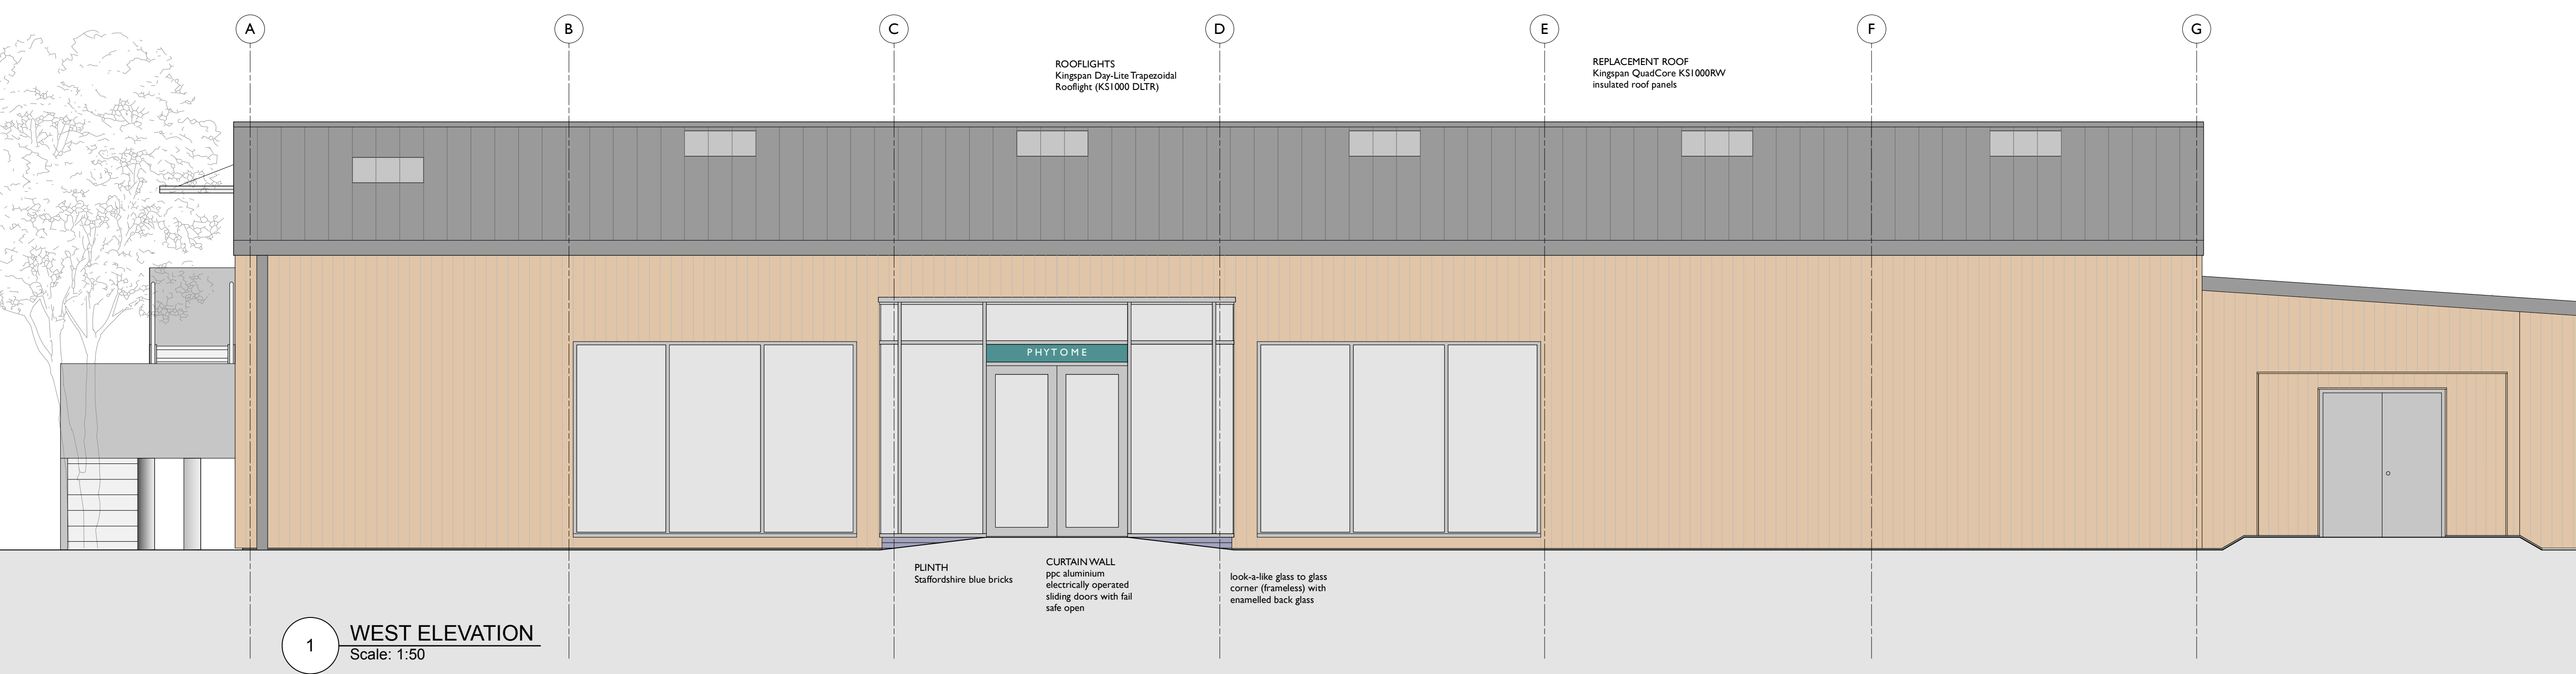 A B C D E F G
ROOFLIGHTS
Kingspan Day-Lite Trapezoidal
Rooflight (KS1000 DLTR)
REPLACEMENT ROOF
Kingspan QuadCore KS1000RW
insulated roof panels
PHYTOME
PLINTH
Staffordshire blue bricks
CURTAIN WALL
ppc aluminium
electrically operated
sliding doors with fail
safe open
look-a-like glass to glass
corner (frameless) with
enamelled back glass
1
WEST ELEVATION
Scale: 1:50